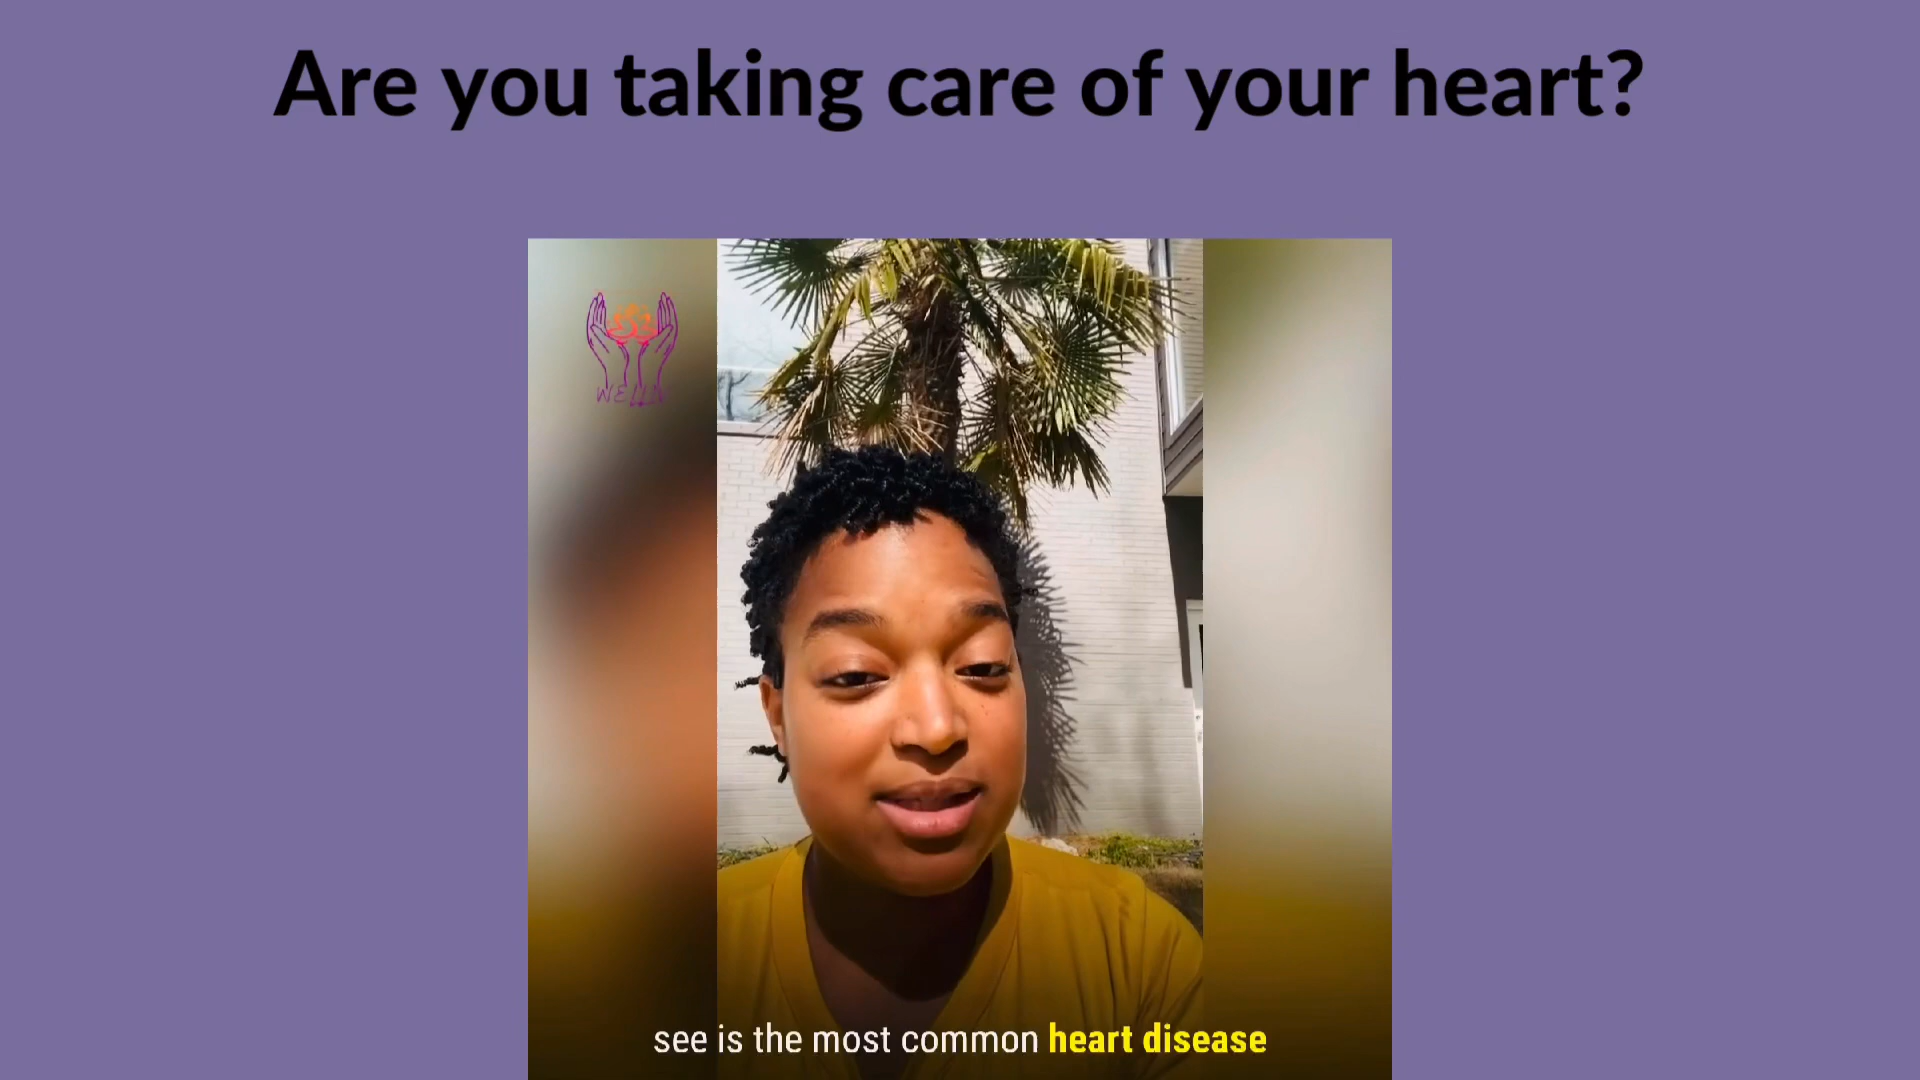 Are you taking care of your heart?
see is the most common heart disease